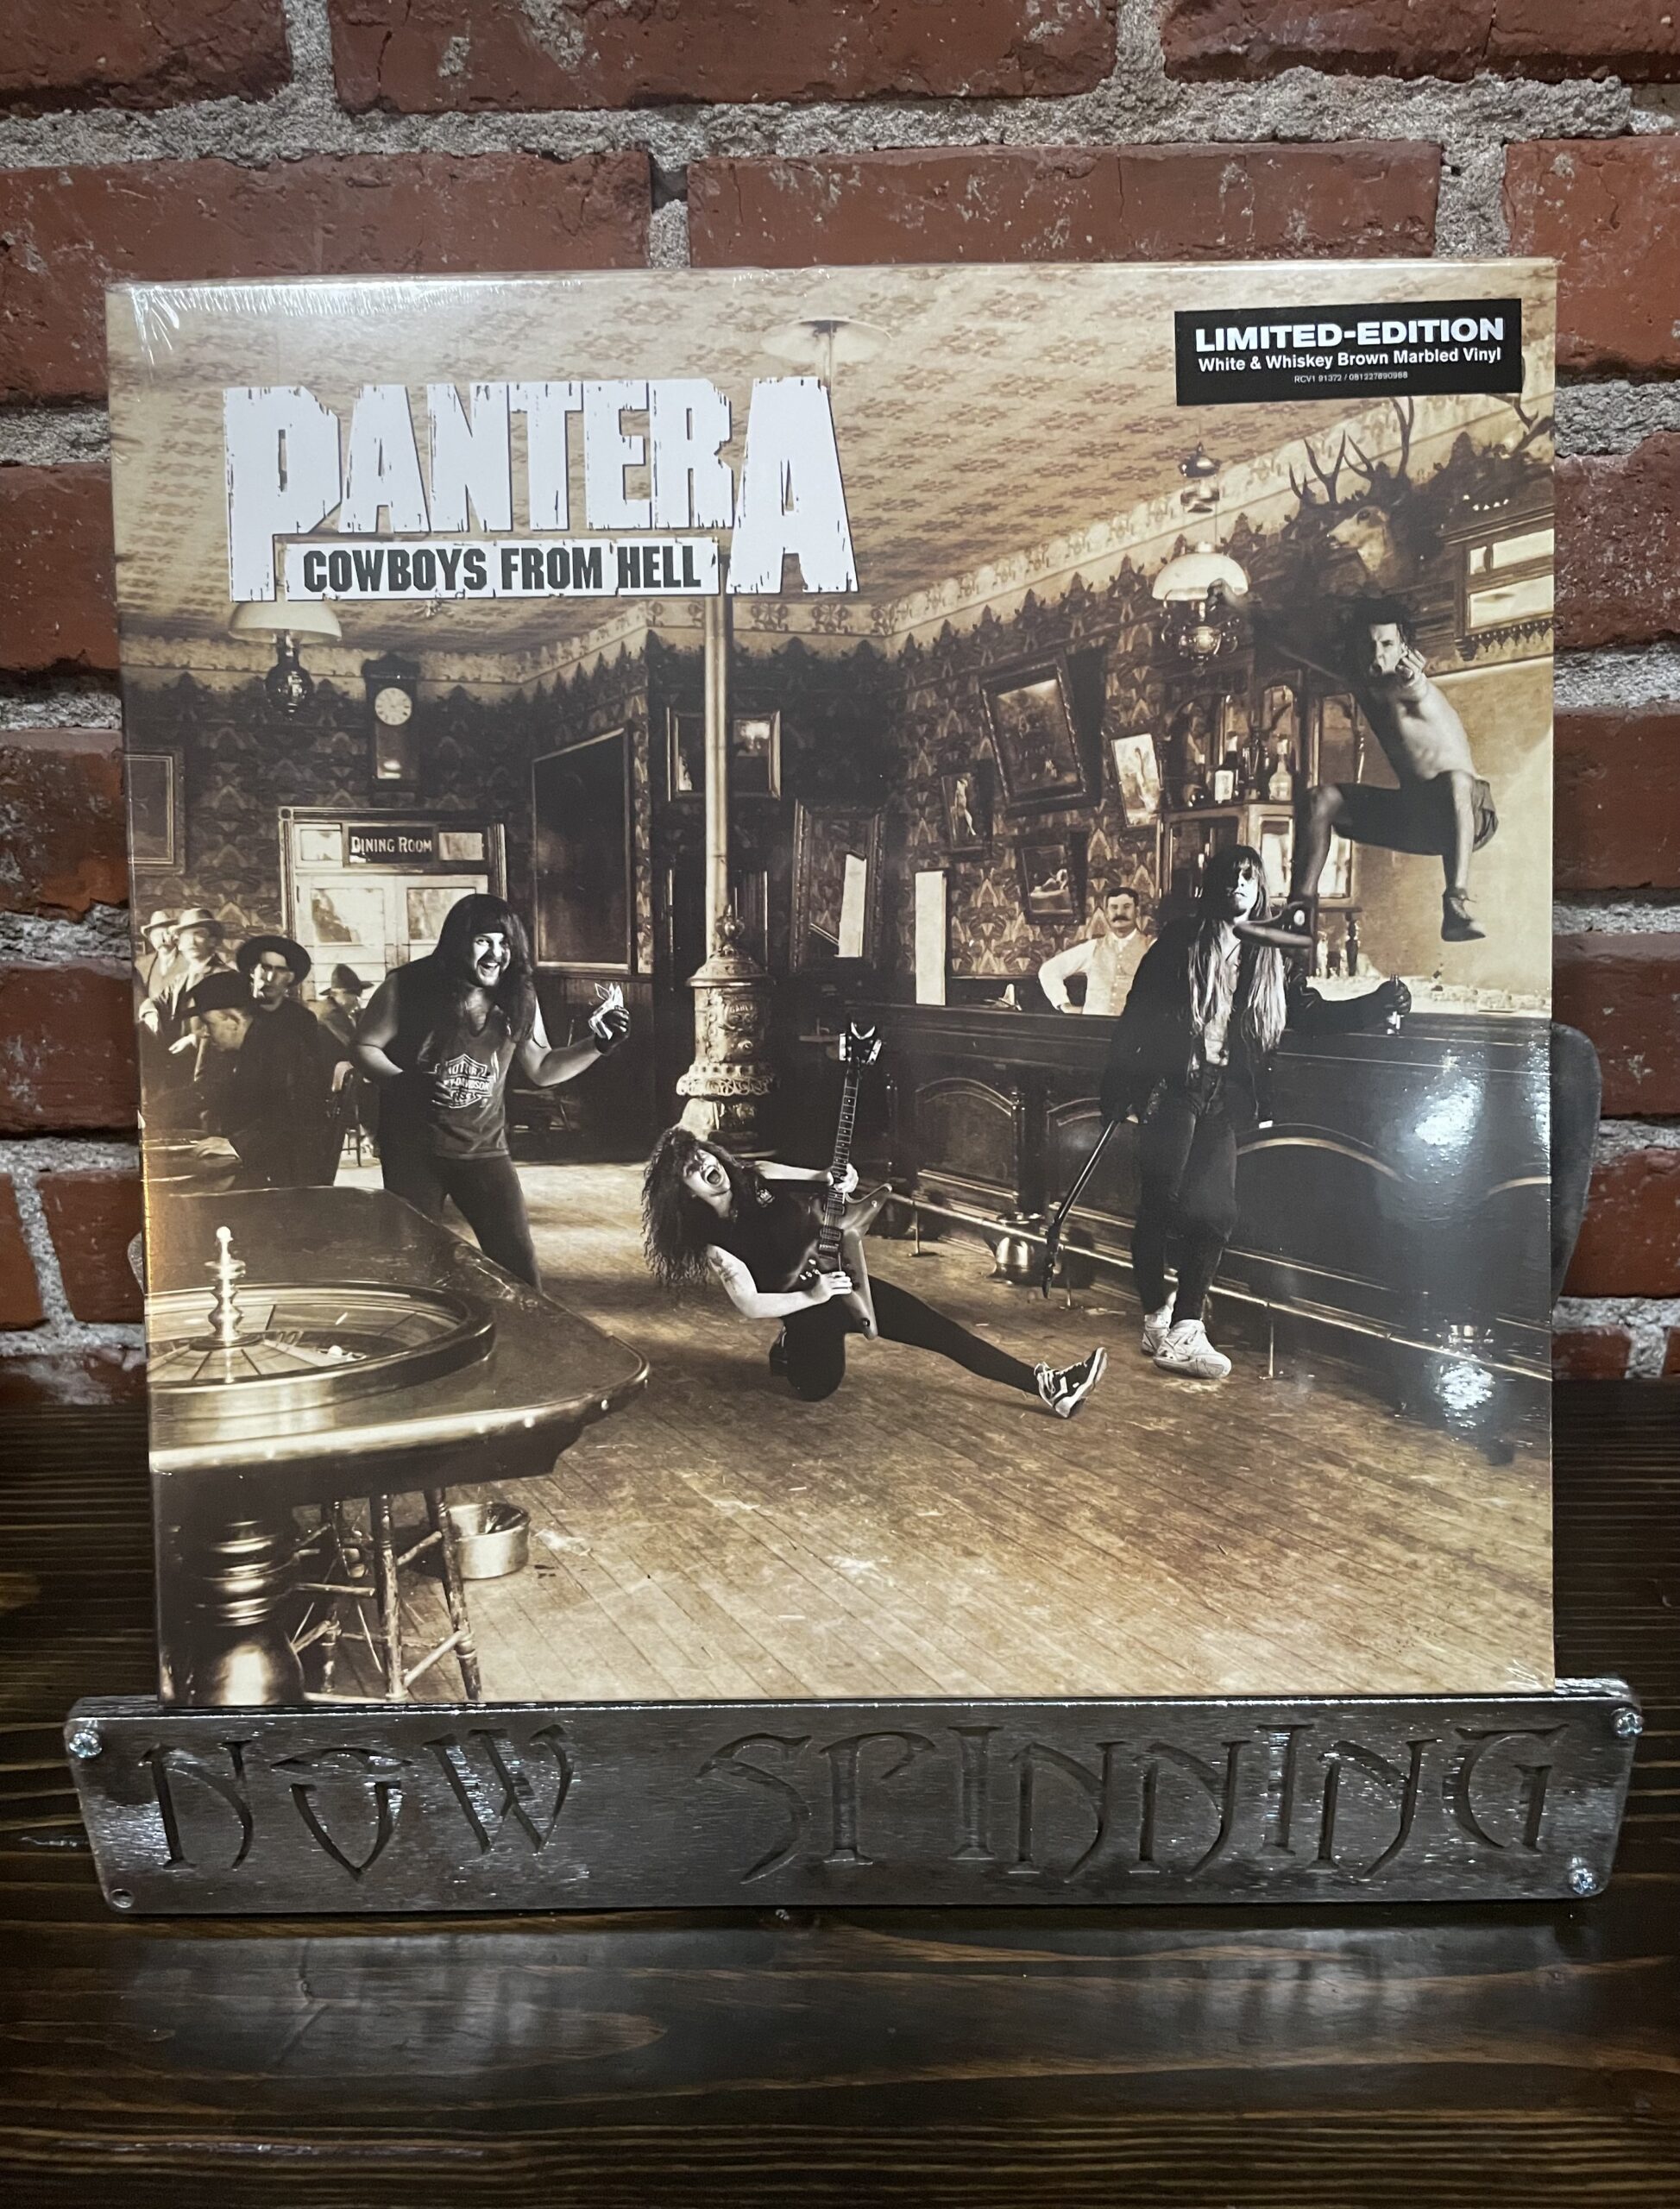 LIMITED-EDITION
White & Whiskey Brown Marbled Vinyl
RCV1 91372 / 081227890988
PANTERA
COWBOYS FROM HELL
DINING ROOM
NOW SPINNING